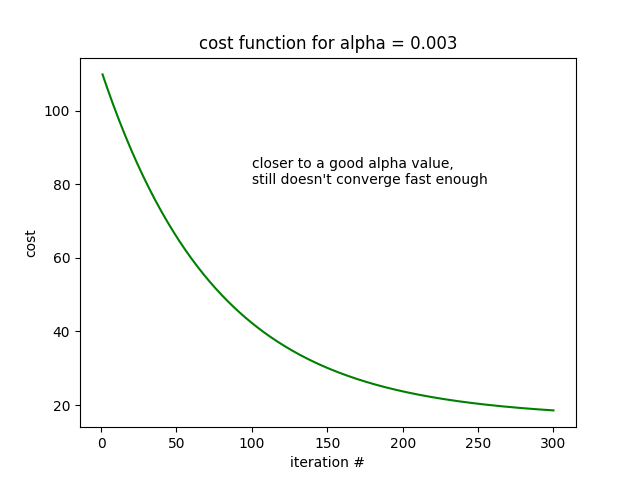 cost function for alpha = 0.003
100
80
60
40
20
cost
closer to a good alpha value,
still doesn't converge fast enough
0
50
100
150
200
250
300
iteration #